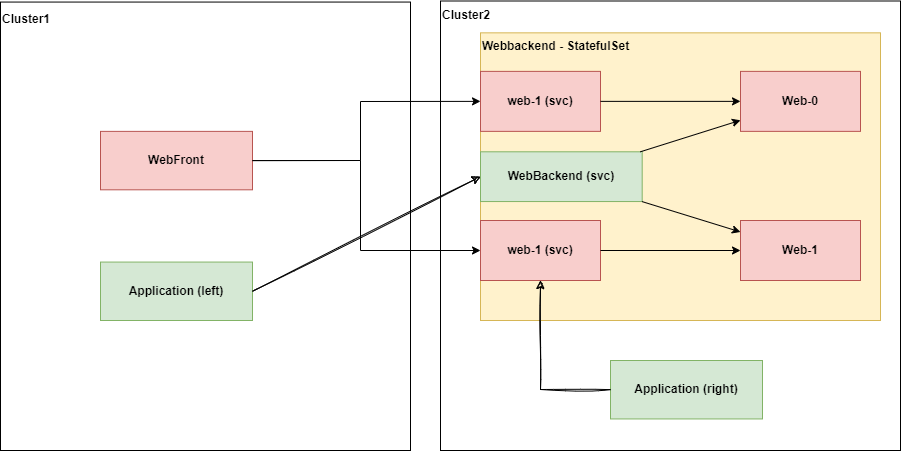 Cluster1
Cluster2
Webbackend - StatefulSet
web-1 (svc)
Web-0
WebFront
WebBackend (svc)
web-1 (svc)
Web-1
Application (left)
Application (right)